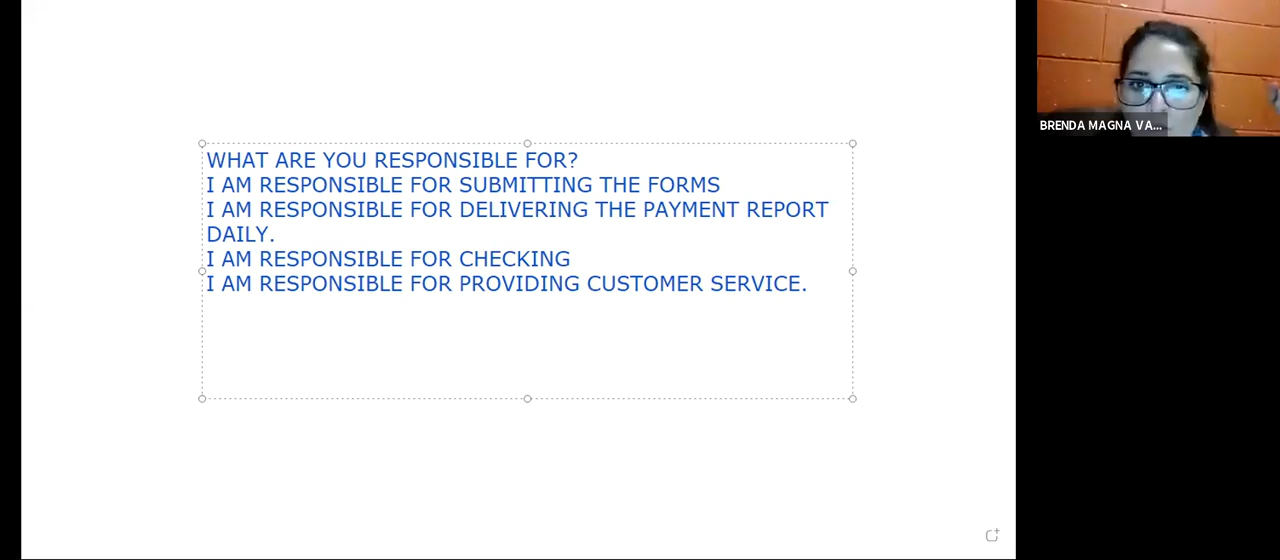 WHAT ARE YOU RESPONSIBLE FOR?
I AM RESPONSIBLE FOR SUBMITTING THE FORMS
I AM RESPONSIBLE FOR DELIVERING THE PAYMENT REPORT
DAILY.
I AM RESPONSIBLE FOR CHECKING
I AM RESPONSIBLE FOR PROVIDING CUSTOMER SERVICE.
BRENDA MAGNA VA...